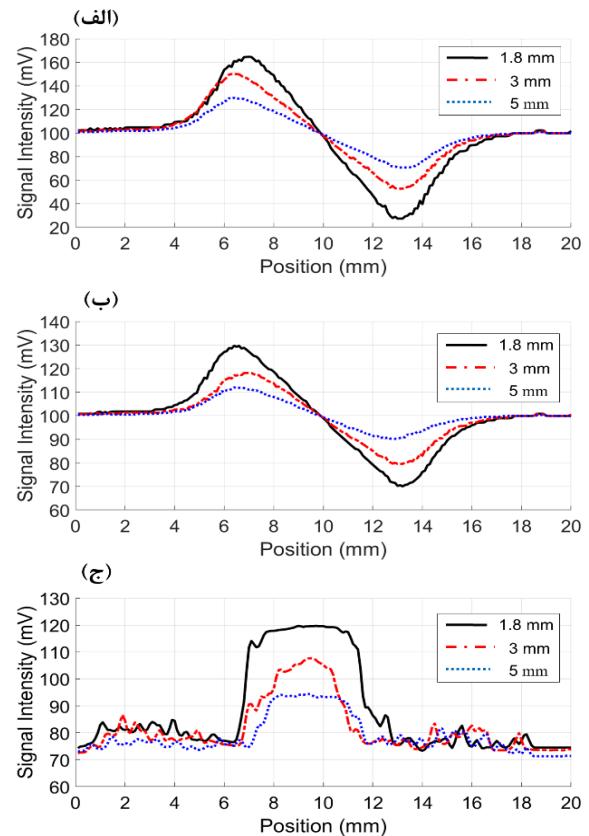 (الف)
180
160
140
120
100
80
60
40
20
Signal Intensity (mV)
1.8 mm
3 mm
5 mm
0 2 4 6 8 10 12 14 16 18 20
Position (mm)
(ب)
140
130
120
110
100
90
80
70
60
Signal Intensity (mV)
1.8 mm
3 mm
5 mm
0 2 4 6 8 10 12 14 16 18 20
Position (mm)
(ج)
130
120
110
100
90
80
70
60
Signal Intensity (mV)
1.8 mm
3 mm
5 mm
0 2 4 6 8 10 12 14 16 18 20
Position (mm)